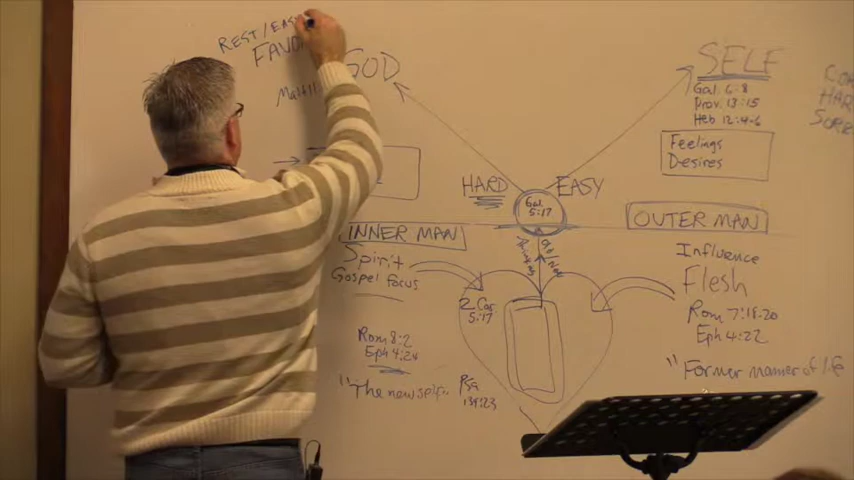 REST/EAS
FAVO
GOD
Matt 11
SELF
Gal. 6:8
Prov. 13:15
Heb 12:4-6
Feelings
Desires
HARD
EASY
Gal.
5:17
INNER MAN
OUTER MAN
Spirit
Gospel Focus
Influence
Flesh
2 Cor
5:17
Rom 7:18-20
Eph 4:22
Rom 8:2
Eph 4:24
"The new self"
Psa
139:23
"Former manner of life